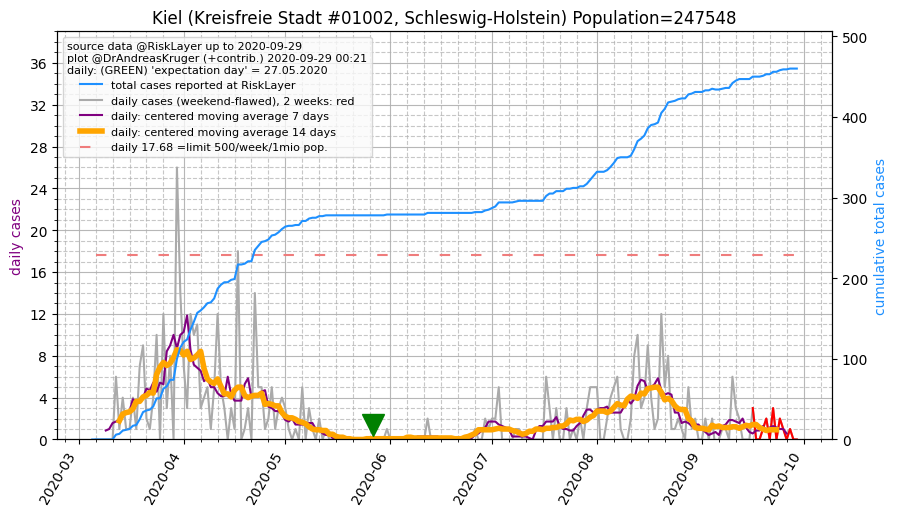 Kiel (Kreisfreie Stadt #01002, Schleswig-Holstein) Population=247548
source data @RiskLayer up to 2020-09-29
plot @DrAndreasKruger (+contrib.) 2020-09-29 00:21
daily: (GREEN) 'expectation day' = 27.05.2020
total cases reported at RiskLayer
daily cases (weekend-flawed), 2 weeks: red
daily: centered moving average 7 days
daily: centered moving average 14 days
daily 17.68 =limit 500/week/1mio pop.
daily cases
36
32
28
24
20
16
12
8
4
0
500
400
300
200
100
0
cumulative total cases
2020-03
2020-04
2020-05
2020-06
2020-07
2020-08
2020-09
2020-10